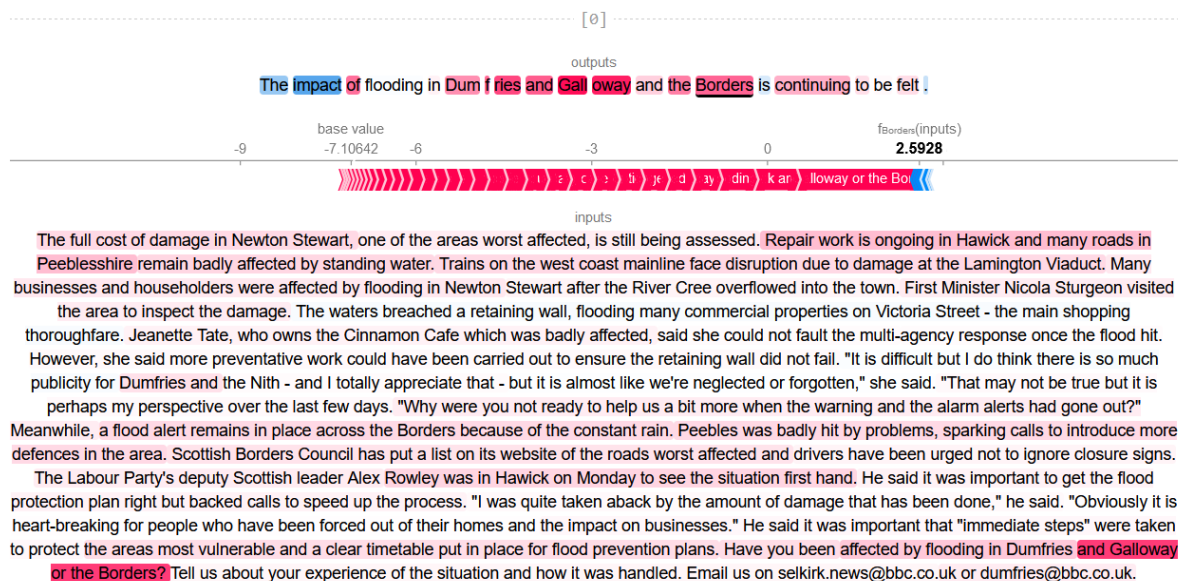 [0]
outputs
The impact of flooding in Dum f ries and Gall oway and the Borders is continuing to be felt .
base value
fBorders(inputs)
-9 -7.10642 -6 -3 0 2.5928
din k ar lloway or the Bor
inputs
The full cost of damage in Newton Stewart, one of the areas worst affected, is still being assessed. Repair work is ongoing in Hawick and many roads in
Peeblesshire remain badly affected by standing water. Trains on the west coast mainline face disruption due to damage at the Lamington Viaduct. Many
businesses and householders were affected by flooding in Newton Stewart after the River Cree overflowed into the town. First Minister Nicola Sturgeon visited
the area to inspect the damage. The waters breached a retaining wall, flooding many commercial properties on Victoria Street - the main shopping
thoroughfare. Jeanette Tate, who owns the Cinnamon Cafe which was badly affected, said she could not fault the multi-agency response once the flood hit.
However, she said more preventative work could have been carried out to ensure the retaining wall did not fail. "It is difficult but I do think there is so much
publicity for Dumfries and the Nith - and I totally appreciate that - but it is almost like we're neglected or forgotten," she said. "That may not be true but it is
perhaps my perspective over the last few days. "Why were you not ready to help us a bit more when the warning and the alarm alerts had gone out?"
Meanwhile, a flood alert remains in place across the Borders because of the constant rain. Peebles was badly hit by problems, sparking calls to introduce more
defences in the area. Scottish Borders Council has put a list on its website of the roads worst affected and drivers have been urged not to ignore closure signs.
The Labour Party's deputy Scottish leader Alex Rowley was in Hawick on Monday to see the situation first hand. He said it was important to get the flood
protection plan right but backed calls to speed up the process. "I was quite taken aback by the amount of damage that has been done," he said. "Obviously it is
heart-breaking for people who have been forced out of their homes and the impact on businesses." He said it was important that "immediate steps" were taken
to protect the areas most vulnerable and a clear timetable put in place for flood prevention plans. Have you been affected by flooding in Dumfries and Galloway
or the Borders? Tell us about your experience of the situation and how it was handled. Email us on selkirk.news@bbc.co.uk or dumfries@bbc.co.uk.